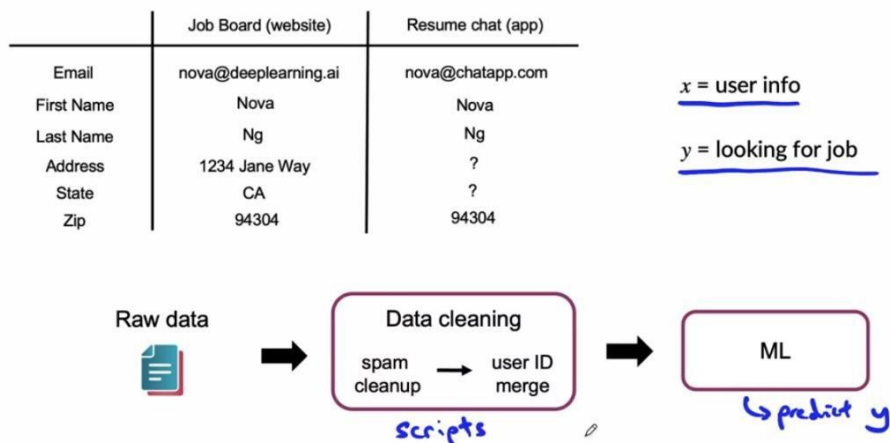 Job Board (website) Resume chat (app)
Email nova@deeplearning.ai nova@chatapp.com
First Name Nova Nova
Last Name Ng Ng
Address 1234 Jane Way ?
State CA ?
Zip 94304 94304
x = user info
y = looking for job
Raw data
Data cleaning
spam cleanup
user ID merge
scripts
ML
predict y